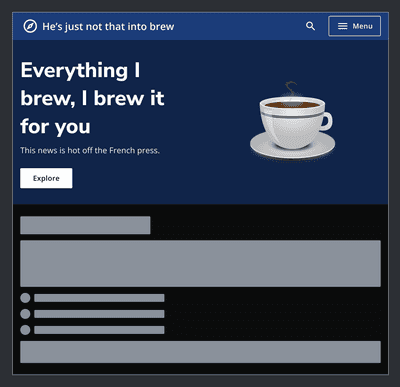 He's just not that into brew
Menu
Everything I
brew, I brew it
for you
This news is hot off the French press.
Explore